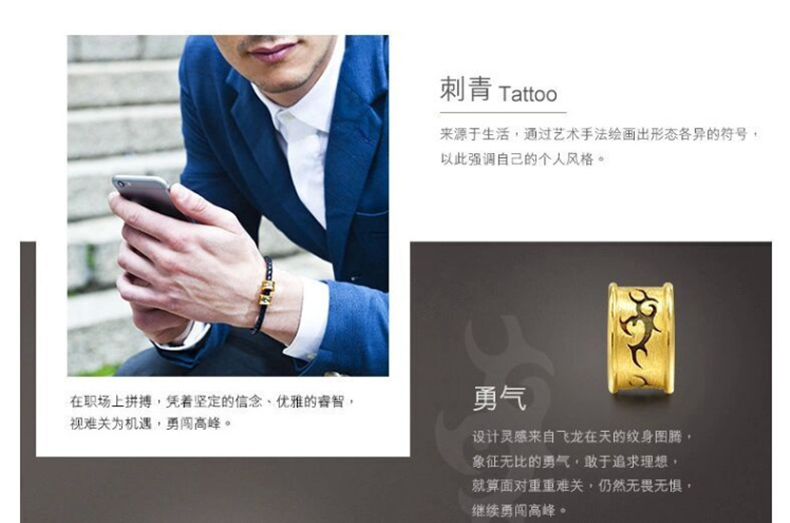 刺青 Tattoo
来源于生活，通过艺术手法绘画出形态各异的符号，
以此强调自己的个人风格。
在职场上拼搏，凭着坚定的信念、优雅的睿智，
视难关为机遇，勇闯高峰。
勇气
设计灵感来自飞龙在天的纹身图腾，
象征无比的勇气，敢于追求理想，
就算面对重重难关，仍然无畏无惧，
继续勇闯高峰。